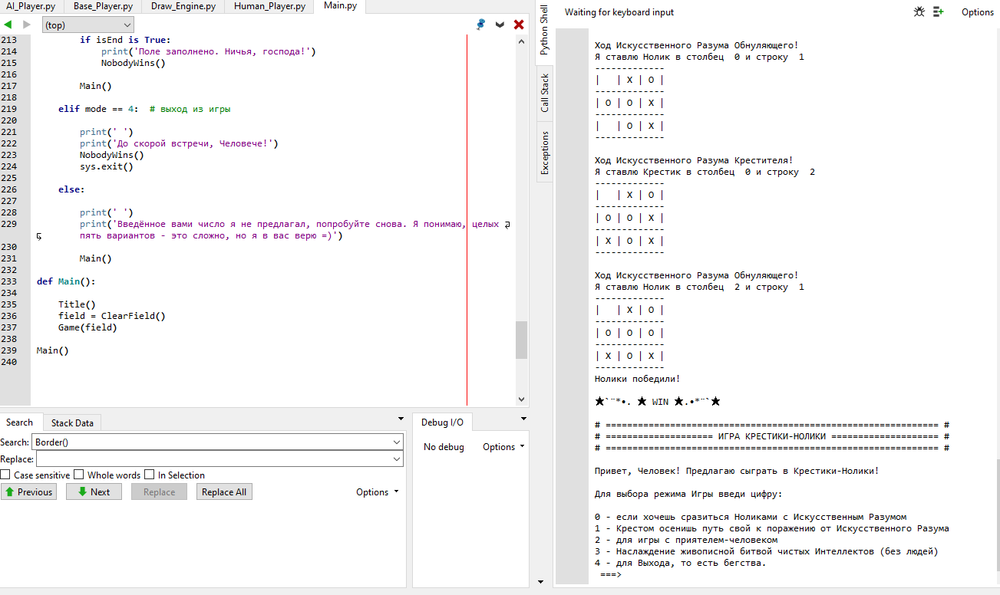 AI_Player.py Base_Player.py Draw_Engine.py Human_Player.py Main.py
(top)
213 if isEnd is True:
214 print('Поле заполнено. Ничья, господа!')
215 NobodyWins()
216
217 Main()
218
219 elif mode == 4: # выход из игры
220
221 print(' ')
222 print('До скорой встречи, Человече!')
223 NobodyWins()
224 sys.exit()
225
226 else:
227
228 print(' ')
229 print('Введённое вами число я не предлагал, попробуйте снова. Я понимаю, целых
пять вариантов - это сложно, но я в вас верю =)')
230
231 Main()
232
233 def Main():
234
235 Title()
236 field = ClearField()
237 Game(field)
238
239 Main()
240
Search Stack Data
Search: Border()
Replace:
Case sensitive Whole words In Selection
Previous Next Replace Replace All Options
Debug I/O
No debug Options
Python Shell
Call Stack
Exceptions
Waiting for keyboard input Options
Ход Искусственного Разума Обнуляющего!
Я ставлю Нолик в столбец 0 и строку 1
-------------
|   | X | O |
-------------
| O | O | X |
-------------
|   | O | X |
-------------
Ход Искусственного Разума Крестителя!
Я ставлю Крестик в столбец 0 и строку 2
-------------
|   | X | O |
-------------
| O | O | X |
-------------
| X | O | X |
-------------
Ход Искусственного Разума Обнуляющего!
Я ставлю Нолик в столбец 2 и строку 1
-------------
|   | X | O |
-------------
| O | O | O |
-------------
| X | O | X |
-------------
Нолики победили!
★`¨*•. ★ WIN ★.•*¨`★
# ============================================================== #
# ==================== ИГРА КРЕСТИКИ-НОЛИКИ ==================== #
# ============================================================== #
Привет, Человек! Предлагаю сыграть в Крестики-Нолики!
Для выбора режима Игры введи цифру:
0 - если хочешь сразиться Ноликами с Искусственным Разумом
1 - Крестом осенишь путь свой к поражению от Искусственного Разума
2 - для игры с приятелем-человеком
3 - Наслаждение живописной битвой чистых Интеллектов (без людей)
4 - для Выхода, то есть бегства.
===>